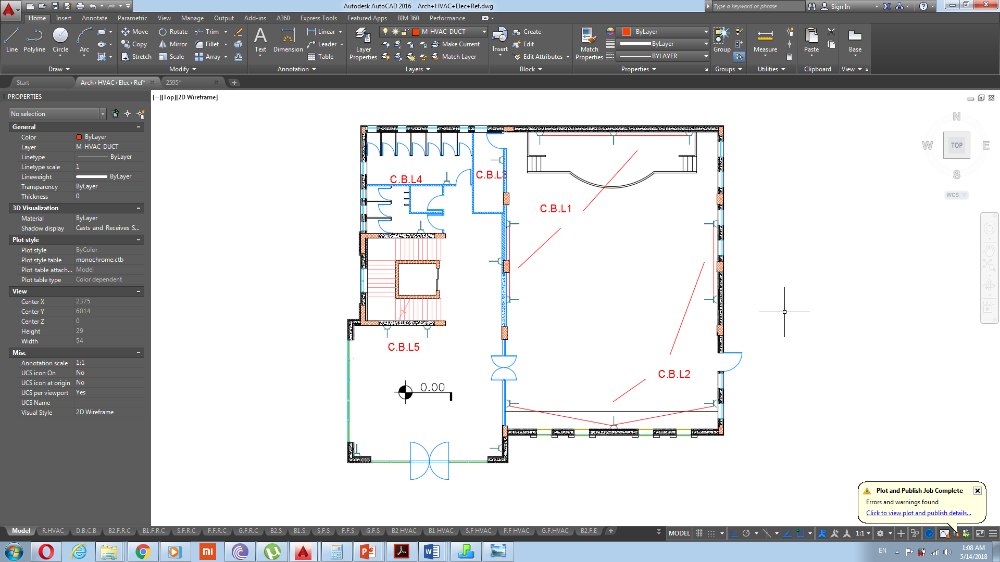 Autodesk AutoCAD 2016    Arch+HVAC+Elec+Ref.dwg
Type a keyword or phrase
Sign In
Home Insert Annotate Parametric View Manage Output Add-ins A360 Express Tools Featured Apps BIM 360 Performance
Line Polyline Circle Arc
Move Rotate Trim
Copy Mirror Fillet
Stretch Scale Array
Text Dimension
Linear
Leader
Table
Layer Properties
M-HVAC-DUCT
Make Current
Match Layer
Insert
Create
Edit
Edit Attributes
Match Properties
ByLayer
ByLayer
BYLAYER
Group
Measure
Paste
Base
Draw Modify Annotation Layers Block Properties Groups Utilities Clipboard View
Start Arch+HVAC+Elec+Ref* 2595*
PROPERTIES
No selection
General
Color ByLayer
Layer M-HVAC-DUCT
Linetype ByLayer
Linetype scale 1
Lineweight ByLayer
Transparency ByLayer
Thickness 0
3D Visualization
Material ByLayer
Shadow display Casts and Receives S...
Plot style
Plot style ByColor
Plot style table monochrome.ctb
Plot table attach... Model
Plot table type Color dependent
View
Center X 2375
Center Y 6014
Center Z 0
Height 29
Width 54
Misc
Annotation scale 1:1
UCS icon On No
UCS icon at origin No
UCS per viewport Yes
UCS Name
Visual Style 2D Wireframe
[−][Top][2D Wireframe]
N
W TOP E
S
WCS
C.B.L4
C.B.L3
C.B.L1
C.B.L5
C.B.L2
0.00
Plot and Publish Job Complete
Errors and warnings found
Click to view plot and publish details...
Model R.HVAC D.B.C.B B2.F.R.C B1.F.R.C S.F.R.C F.F.R.C G.F.R.C B2.S B1.S S.F.S F.F.S G.F.S B2 HVAC B1 HVAC S.F HVAC F.F HVAC G.F.HVAC B2.F.E
MODEL
1:1
EN
1:08 AM
5/14/2018